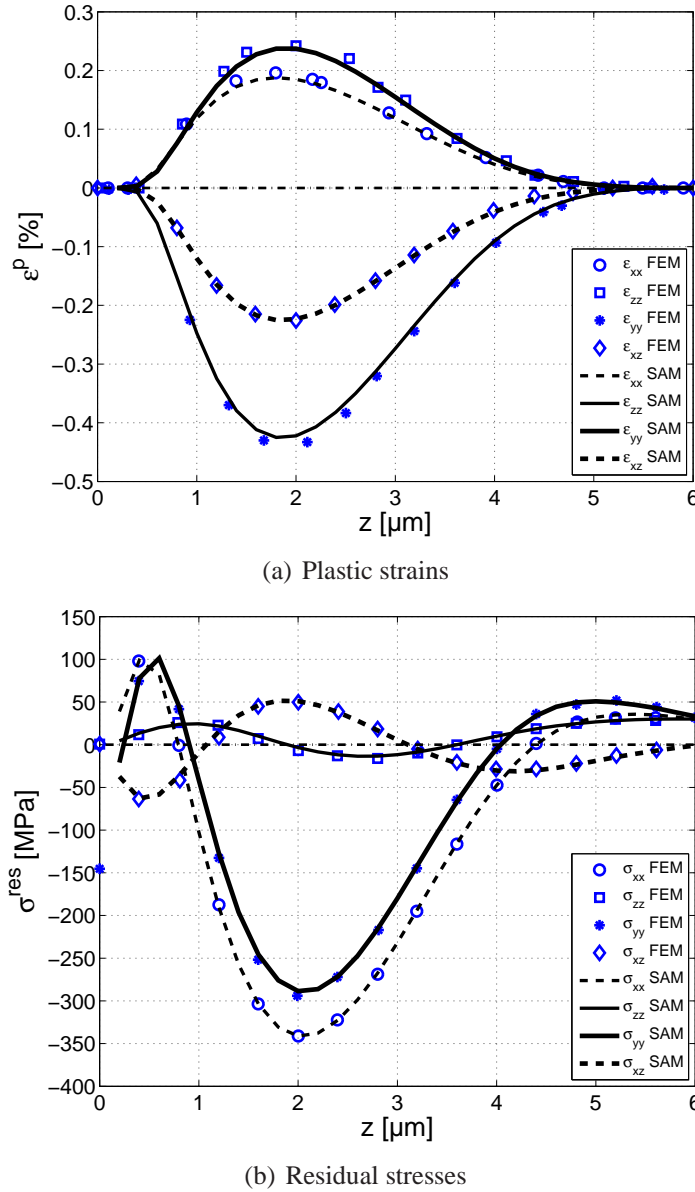 0.3
0.2
0.1
0
−0.1
−0.2
−0.3
−0.4
−0.5
εᵖ [%]
ε_xx FEM
ε_zz FEM
ε_yy FEM
ε_xz FEM
ε_xx SAM
ε_zz SAM
ε_yy SAM
ε_xz SAM
0 1 2 3 4 5 6
z [µm]
(a) Plastic strains
150
100
50
0
−50
−100
−150
−200
−250
−300
−350
−400
σʳᵉˢ [MPa]
σ_xx FEM
σ_zz FEM
σ_yy FEM
σ_xz FEM
σ_xx SAM
σ_zz SAM
σ_yy SAM
σ_xz SAM
0 1 2 3 4 5 6
z [µm]
(b) Residual stresses